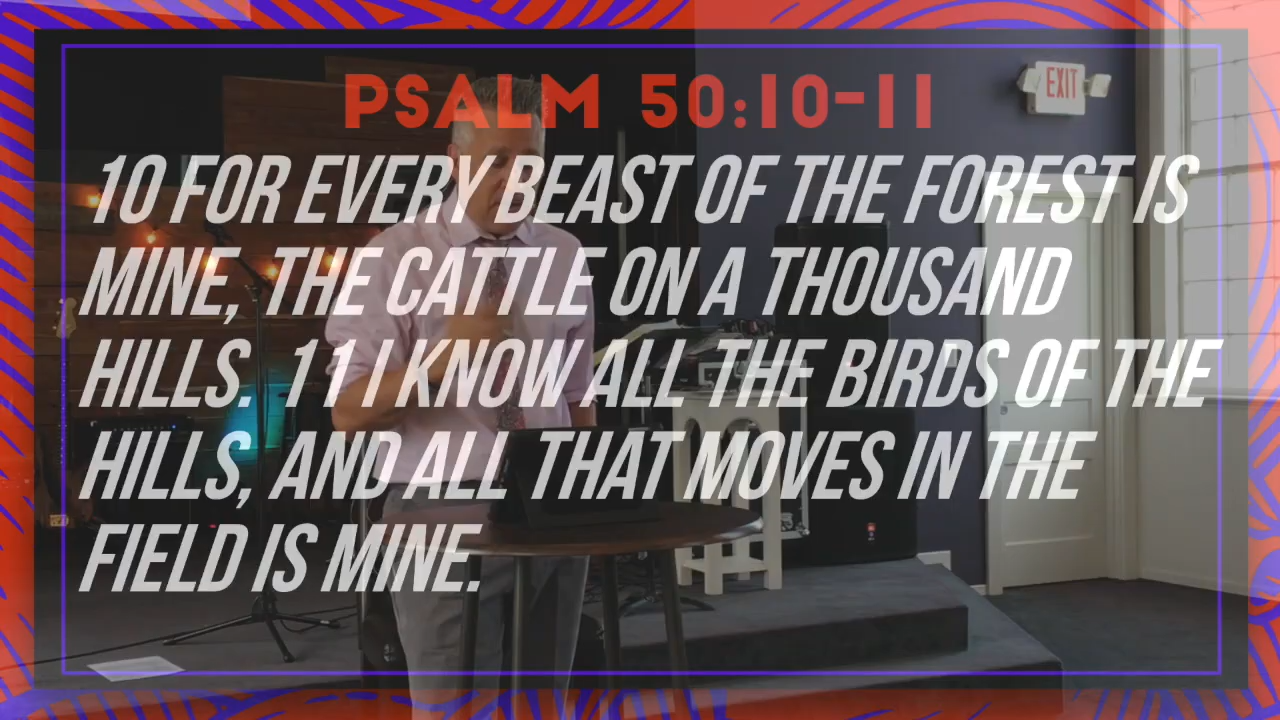 PSALM 50:10-11
EXIT
10 FOR EVERY BEAST OF THE FOREST IS
MINE, THE CATTLE ON A THOUSAND
HILLS. 11 I KNOW ALL THE BIRDS OF THE
HILLS, AND ALL THAT MOVES IN THE
FIELD IS MINE.